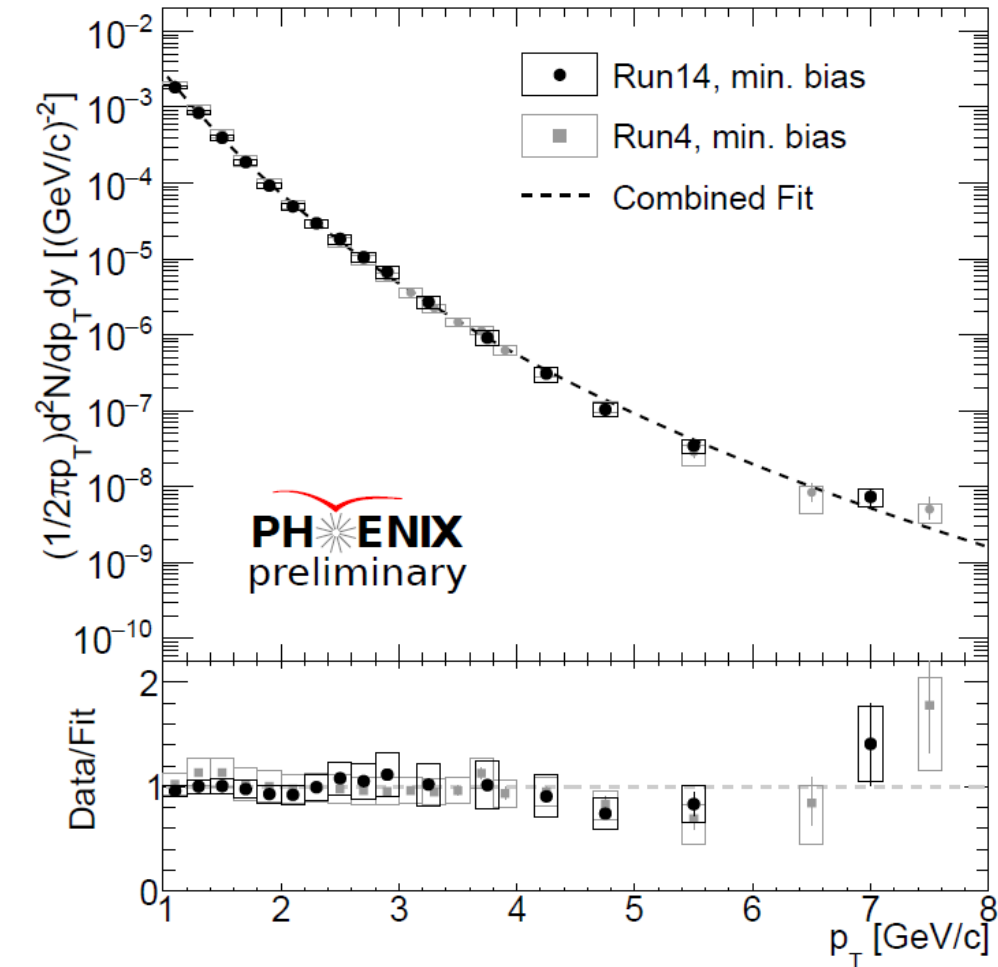 (1/2πp_T)d²N/dp_Tdy [(GeV/c)⁻²]
10⁻²
10⁻³
10⁻⁴
10⁻⁵
10⁻⁶
10⁻⁷
10⁻⁸
10⁻⁹
10⁻¹⁰
Run14, min. bias
Run4, min. bias
Combined Fit
PHENIX
preliminary
Data/Fit
2
1
0
1 2 3 4 5 6 7 8
p_T [GeV/c]